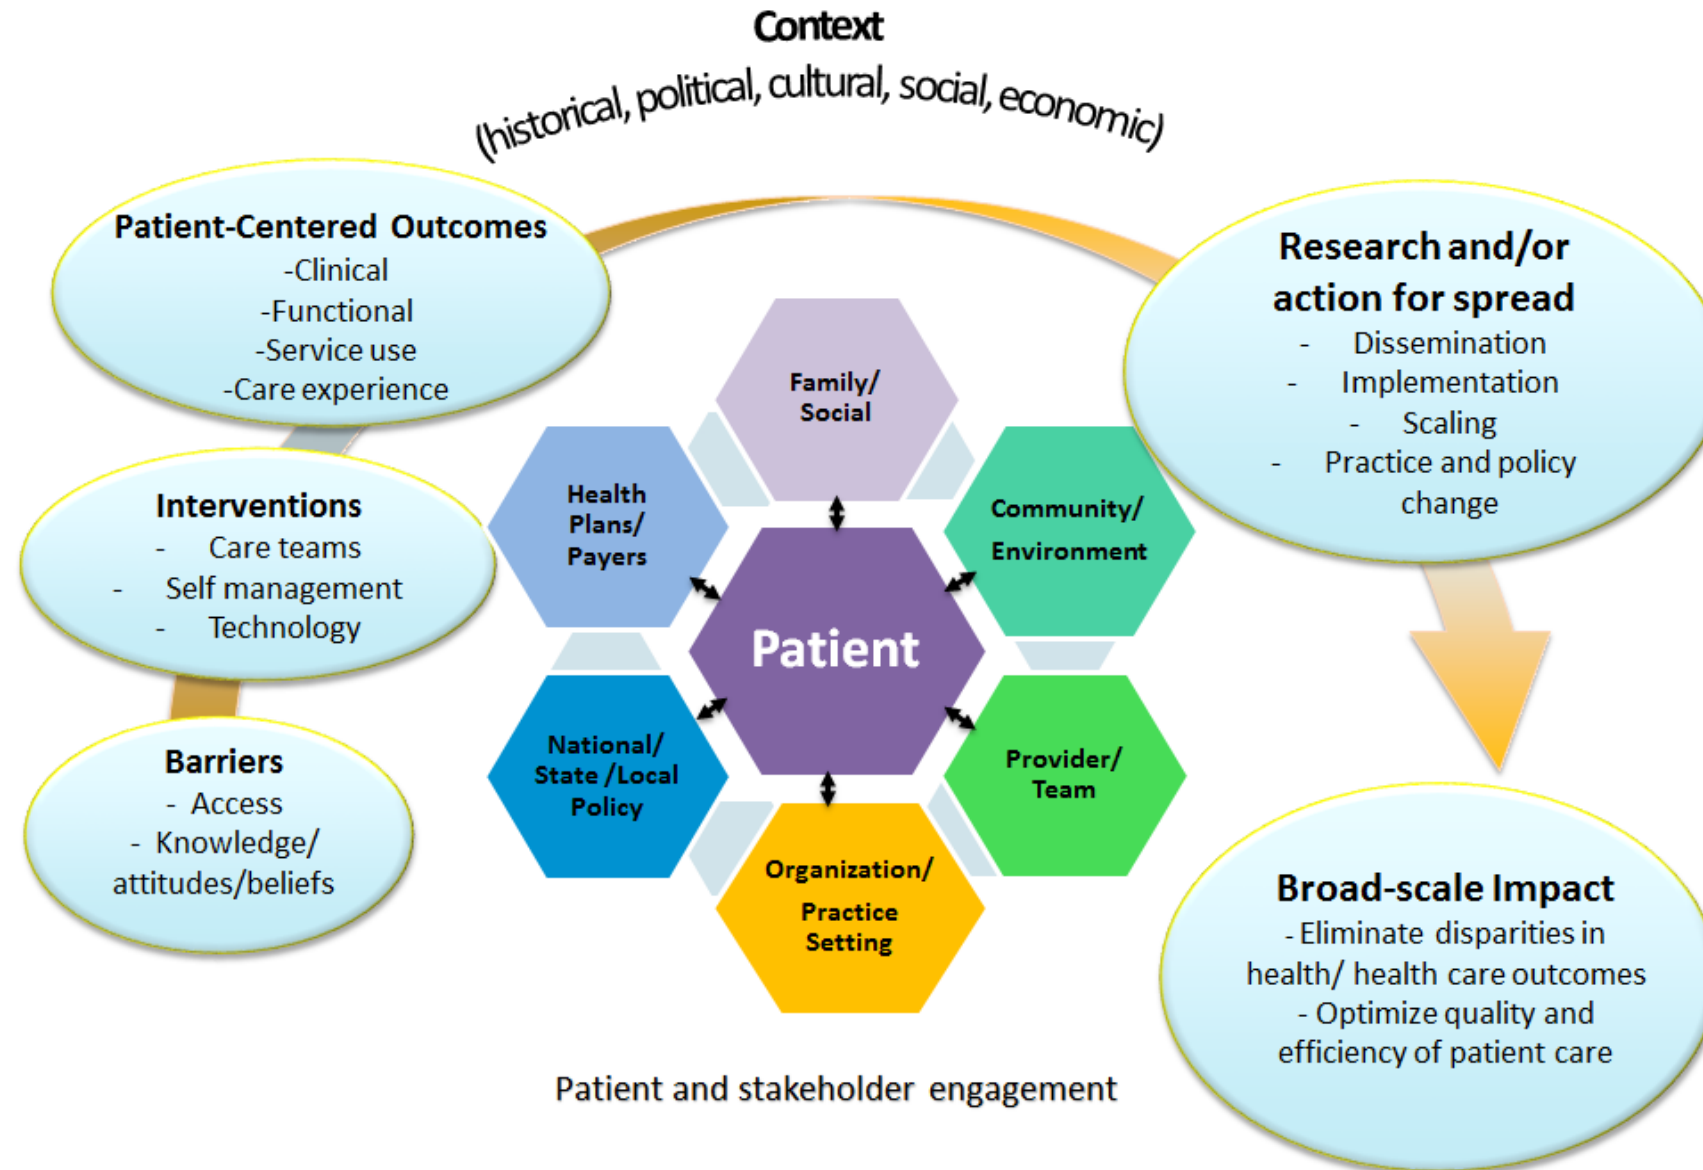 Context
(historical, political, cultural, social, economic)
Patient-Centered Outcomes
-Clinical
-Functional
-Service use
-Care experience
Interventions
- Care teams
- Self management
- Technology
Barriers
- Access
- Knowledge/
attitudes/beliefs
Family/
Social
Health
Plans/
Payers
Community/
Environment
Patient
National/
State /Local
Policy
Provider/
Team
Organization/
Practice
Setting
Research and/or
action for spread
- Dissemination
- Implementation
- Scaling
- Practice and policy
change
Broad-scale Impact
- Eliminate disparities in
health/ health care outcomes
- Optimize quality and
efficiency of patient care
Patient and stakeholder engagement